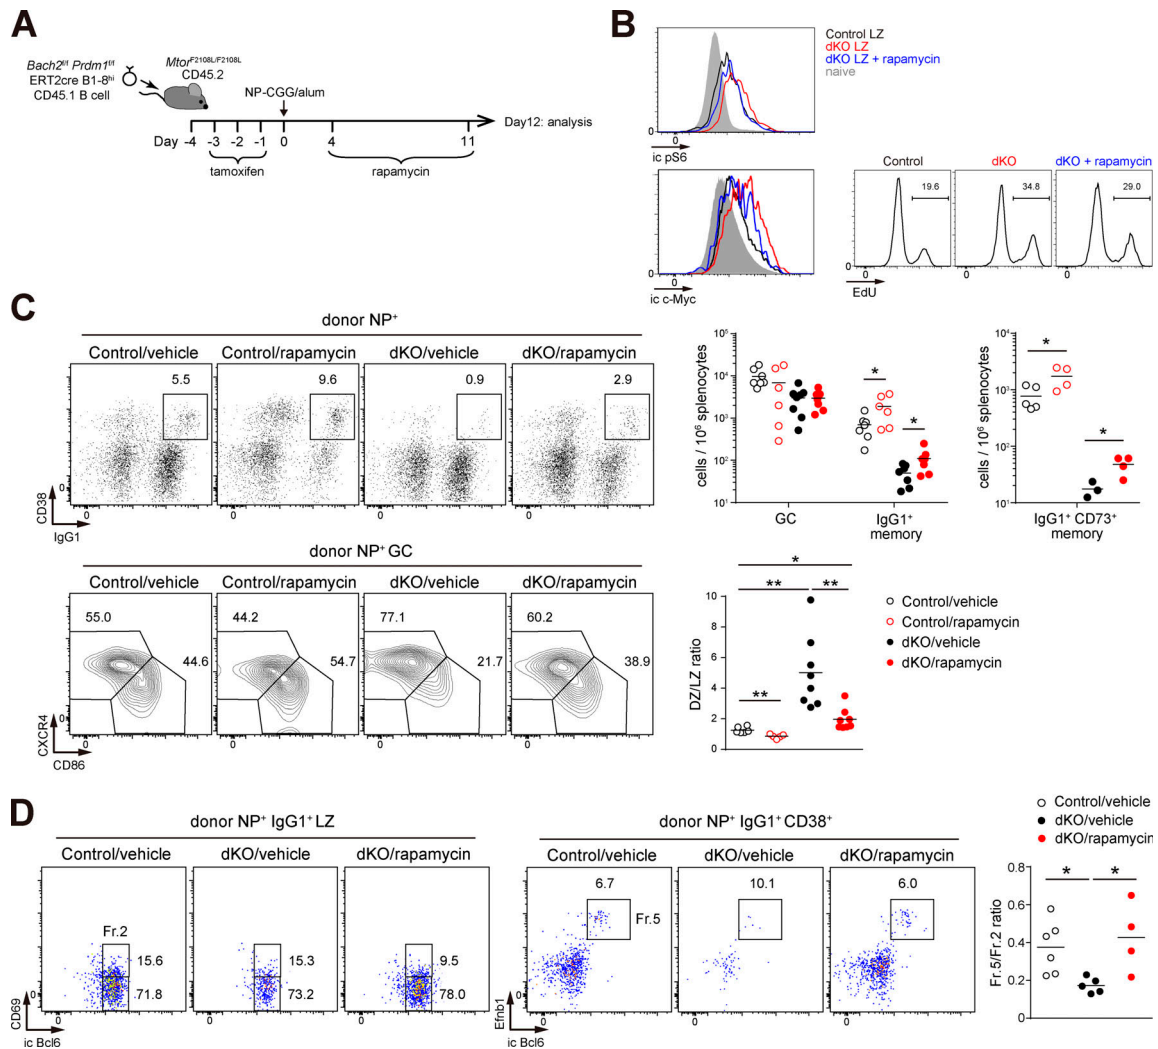 A
Bach2f/f Prdm1f/f
ERT2cre B1-8hi
CD45.1 B cell
MtorF2108L/F2108L
CD45.2
NP-CGG/alum
Day12: analysis
Day -4 -3 -2 -1 0 4 11
tamoxifen
rapamycin
B
Control LZ
dKO LZ
dKO LZ + rapamycin
naive
0
0
ic pS6
0
0
ic c-Myc
Control
dKO
dKO + rapamycin
19.6
34.8
29.0
0
0 0 0
EdU
C
donor NP+
Control/vehicle
Control/rapamycin
dKO/vehicle
dKO/rapamycin
5.5
9.6
0.9
2.9
0
0 0 0 0
CD38
IgG1
donor NP+ GC
Control/vehicle
Control/rapamycin
dKO/vehicle
dKO/rapamycin
55.0
44.2
77.1
60.2
44.6
54.7
21.7
38.9
0
0 0 0 0
CXCR4
CD86
cells / 106 splenocytes
105
104
103
102
101
*
*
GC
IgG1+
memory
cells / 106 splenocytes
104
103
102
101
*
*
IgG1+ CD73+
memory
DZ/LZ ratio
10
8
6
4
2
0
*
**
**
**
Control/vehicle
Control/rapamycin
dKO/vehicle
dKO/rapamycin
D
donor NP+ IgG1+ LZ
Control/vehicle
dKO/vehicle
dKO/rapamycin
Fr.2
15.6
15.3
9.5
71.8
73.2
78.0
0
0 0 0
CD69
ic Bcl6
donor NP+ IgG1+ CD38+
Control/vehicle
dKO/vehicle
dKO/rapamycin
6.7
10.1
6.0
Fr.5
0
0 0 0
Efnb1
ic Bcl6
Control/vehicle
dKO/vehicle
dKO/rapamycin
Fr.5/Fr.2 ratio
0.8
0.6
0.4
0.2
0
*
*